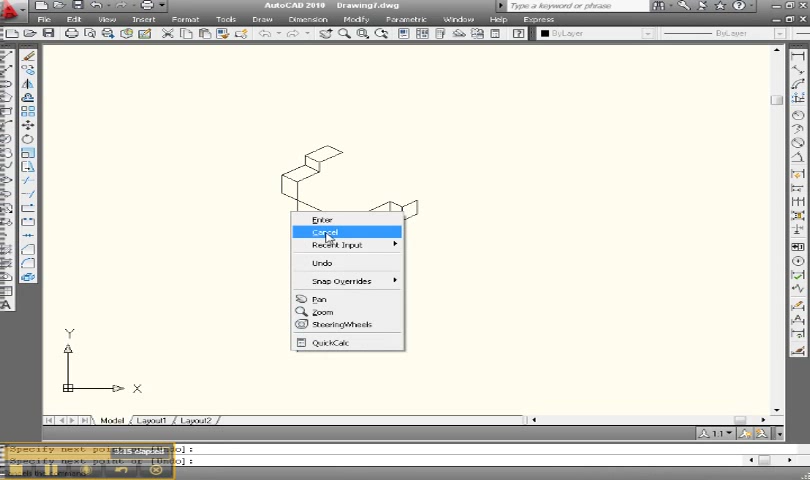 AutoCAD 2010 Drawing7.dwg Type a keyword or phrase
File Edit View Insert Format Tools Draw Dimension Modify Parametric Window Help Express
ByLayer ByLayer
Enter
Cancel
Recent Input
Undo
Snap Overrides
Pan
Zoom
SteeringWheels
QuickCalc
Y
X
Model Layout1 Layout2
1:1
Specify next point or [Undo]:
Specify next point or [Undo]: